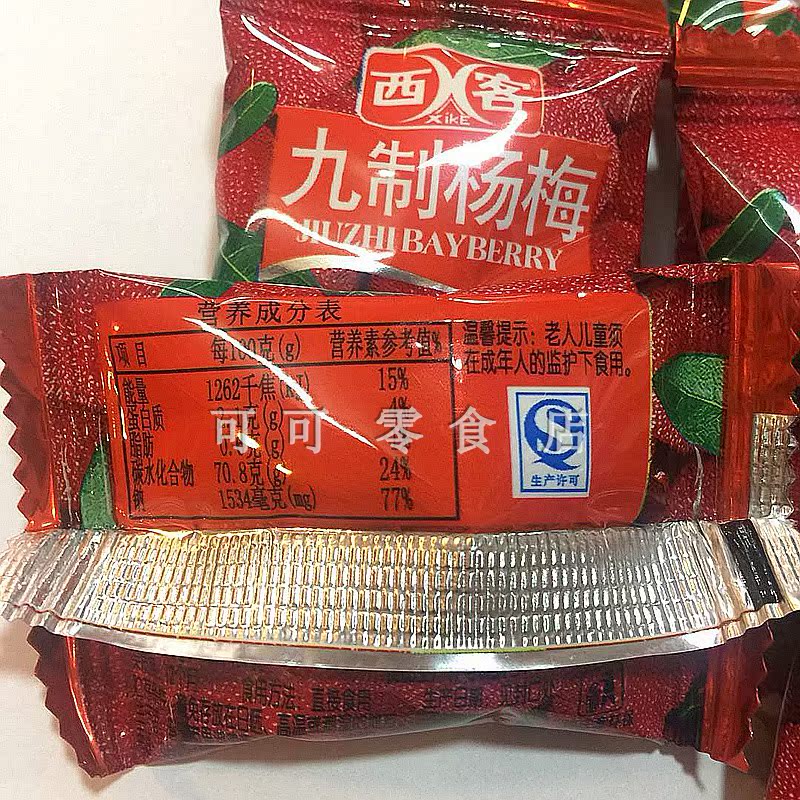 西客
XiKE
九制杨梅
JIUZHI BAYBERRY
营养成分表
项目 每100克(g) 营养素参考值%
能量 1262千焦(KJ) 15%
蛋白质 (g) 4%
脂肪 克(g)
碳水化合物 70.8克(g) 24%
钠 1534毫克(mg) 77%
温馨提示：老人儿童须
在成年人的监护下食用。
生产许可
可可零食店
食用方法：直接食用